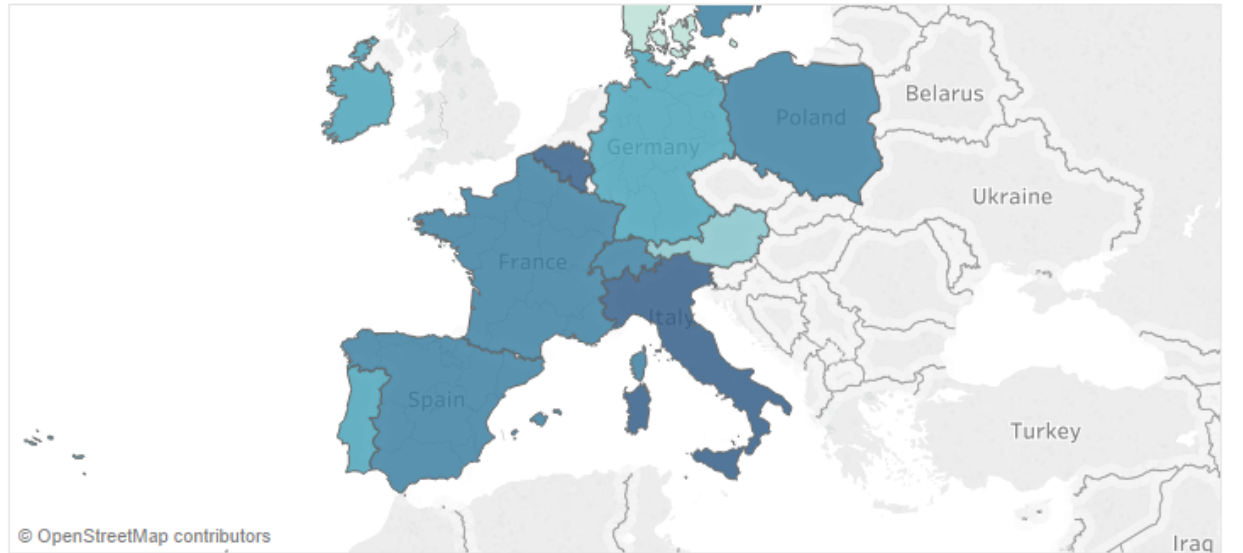 Belarus
Poland
Germany
Ukraine
France
Italy
Spain
Turkey
© OpenStreetMap contributors
Iraq